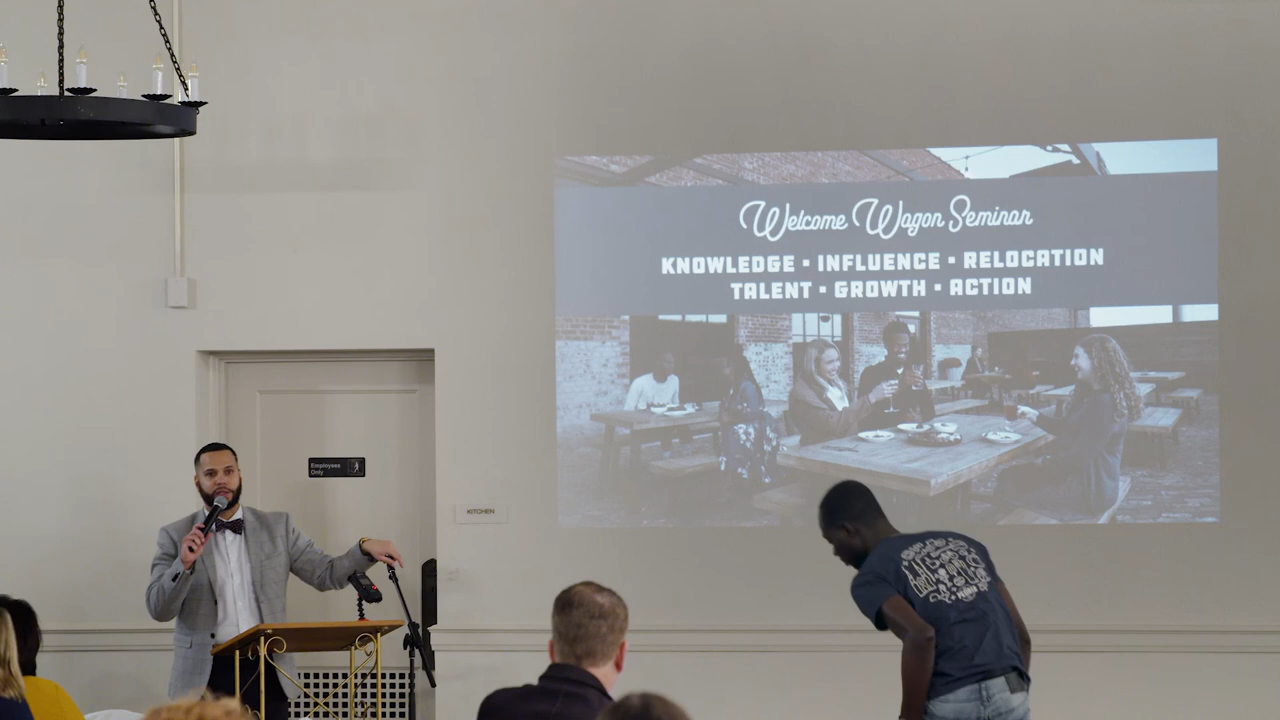 Welcome Wagon Seminar
KNOWLEDGE ▪ INFLUENCE ▪ RELOCATION
TALENT ▪ GROWTH ▪ ACTION
Employees
Only
KITCHEN